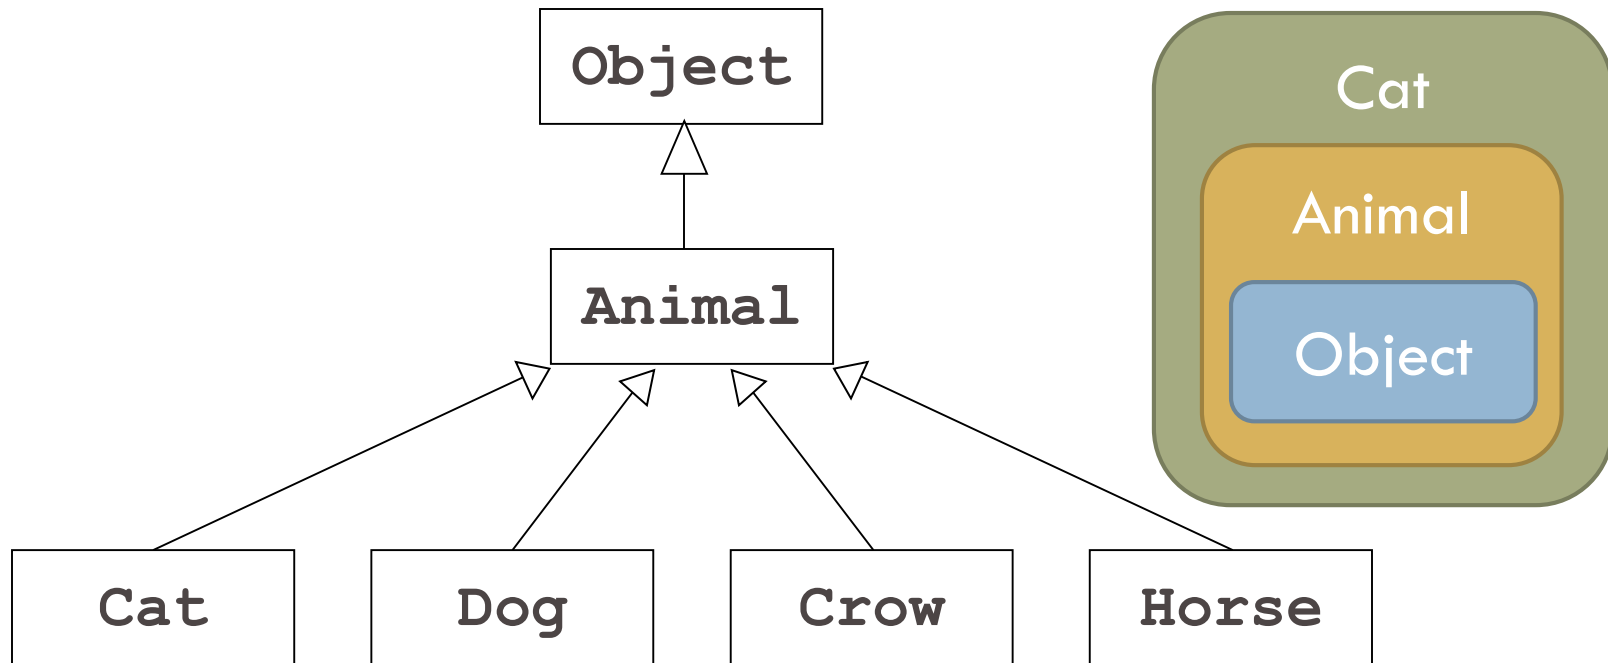 Object
Animal
Cat
Dog
Crow
Horse
Cat
Animal
Object